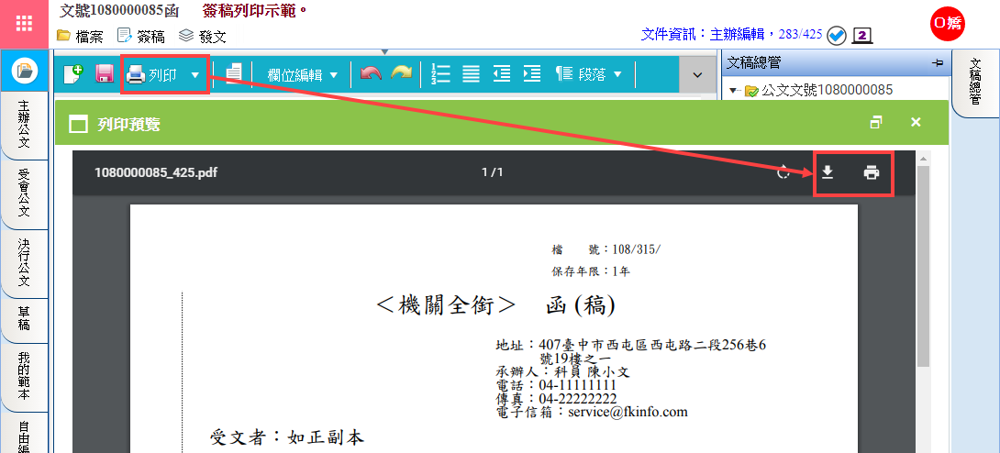 文號1080000085函 簽稿列印示範。
檔案 簽稿 發文
文件資訊：主辦編輯，283/425 2
O嬌
列印 欄位編輯 段落
文稿總管
公文文號1080000085
文稿總管
主辦公文
受會公文
決行公文
草稿
我的範本
自由編
列印預覽
1080000085_425.pdf 1 / 1
檔 號：108/315/
保存年限：1年
＜機關全銜＞ 函 (稿)
地址：407臺中市西屯區西屯路二段256巷6
號19樓之一
承辦人：科員 陳小文
電話：04-11111111
傳真：04-22222222
電子信箱：service@fkinfo.com
受文者：如正副本